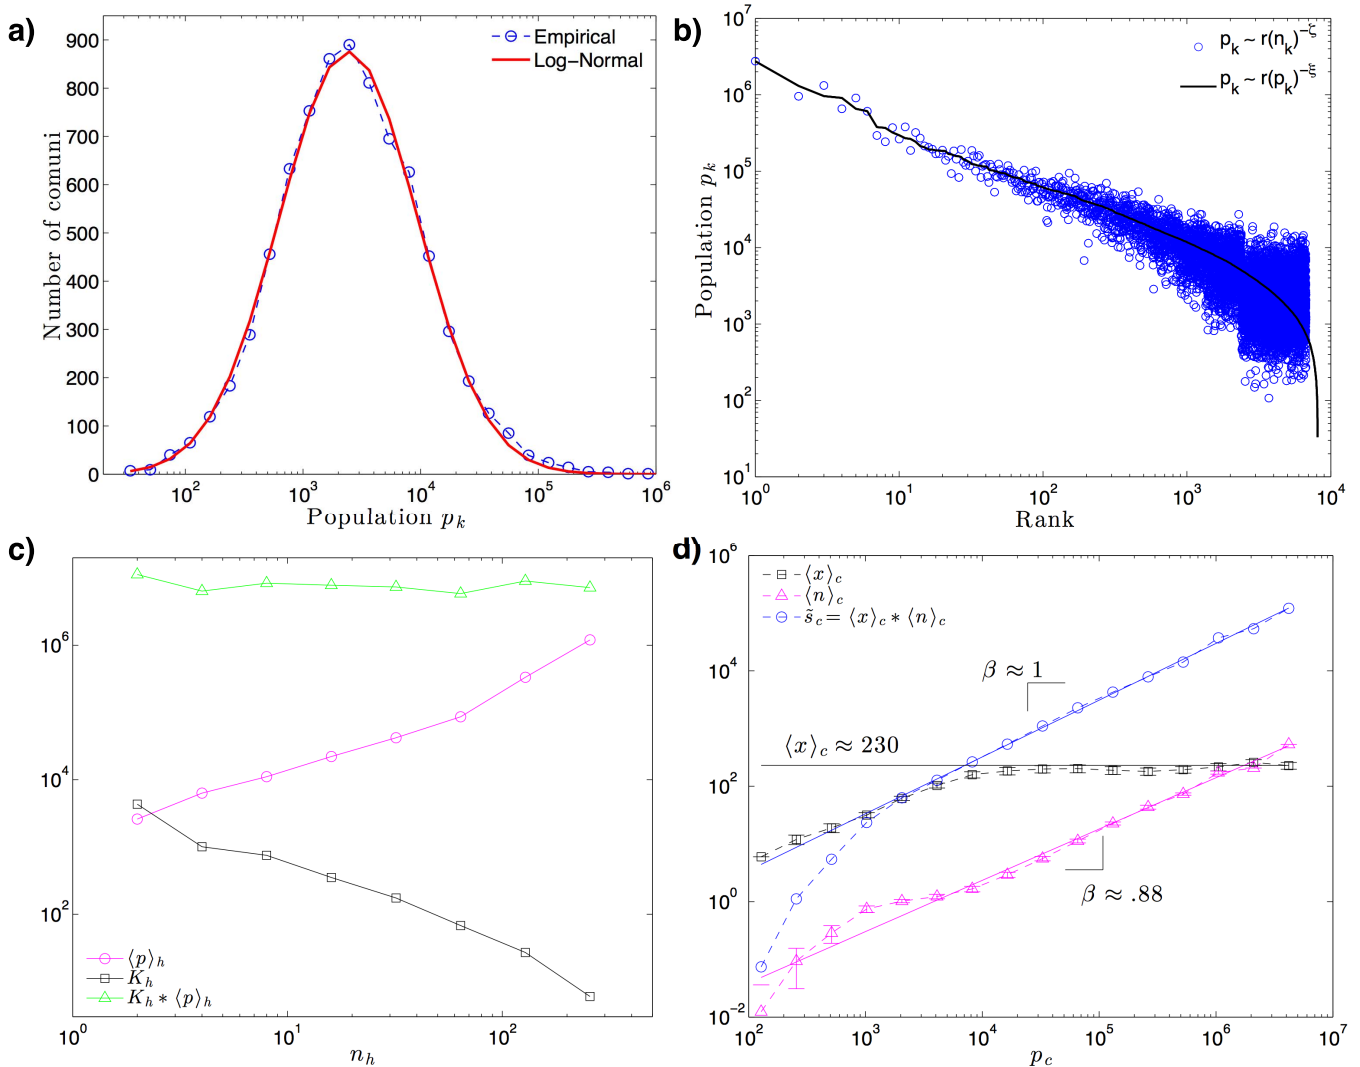 a)
Number of comuni
900
800
700
600
500
400
300
200
100
0
10^2
10^3
10^4
10^5
10^6
Population p_k
Empirical
Log−Normal
b)
Population p_k
10^7
10^6
10^5
10^4
10^3
10^2
10^1
10^0
10^1
10^2
10^3
10^4
Rank
p_k ~ r(n_k)^−ζ
p_k ~ r(p_k)^−ξ
c)
10^6
10^4
10^2
10^0
10^1
10^2
n_h
⟨p⟩_h
K_h
K_h * ⟨p⟩_h
d)
10^6
10^4
10^2
10^0
10^−2
10^2
10^3
10^4
10^5
10^6
10^7
p_c
⟨x⟩_c
⟨n⟩_c
s̃_c = ⟨x⟩_c * ⟨n⟩_c
β ≈ 1
⟨x⟩_c ≈ 230
β ≈ .88